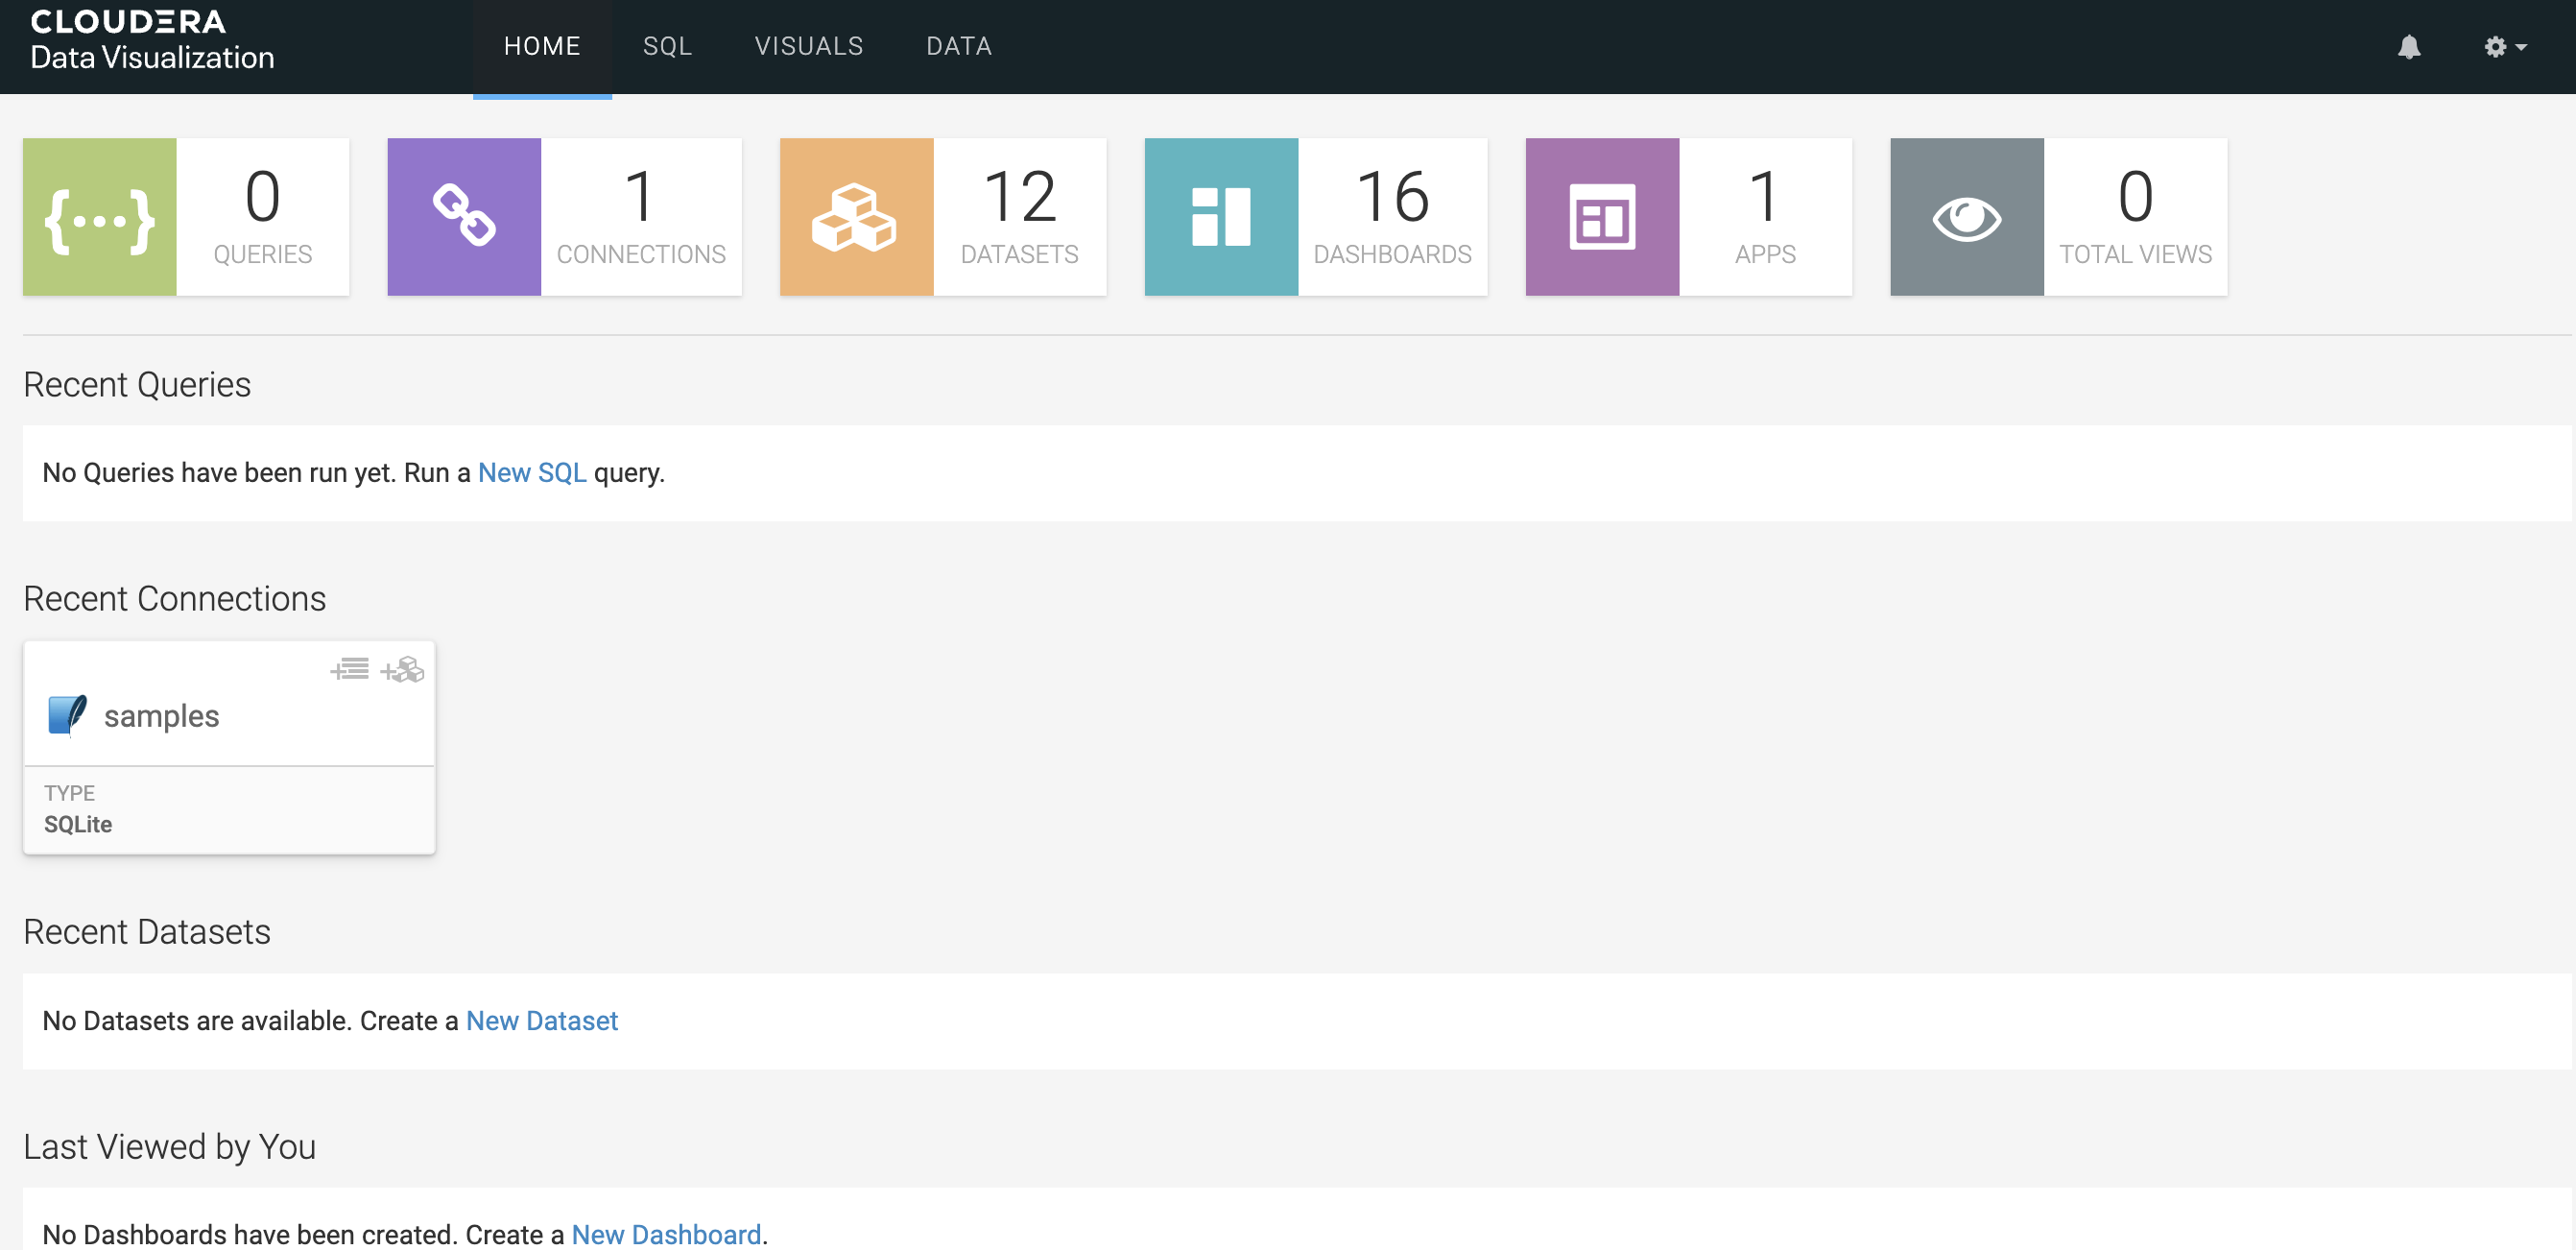 CLOUDERA
Data Visualization
HOME SQL VISUALS DATA
0
QUERIES
1
CONNECTIONS
12
DATASETS
16
DASHBOARDS
1
APPS
0
TOTAL VIEWS
Recent Queries
No Queries have been run yet. Run a New SQL query.
Recent Connections
samples
TYPE
SQLite
Recent Datasets
No Datasets are available. Create a New Dataset
Last Viewed by You
No Dashboards have been created. Create a New Dashboard.